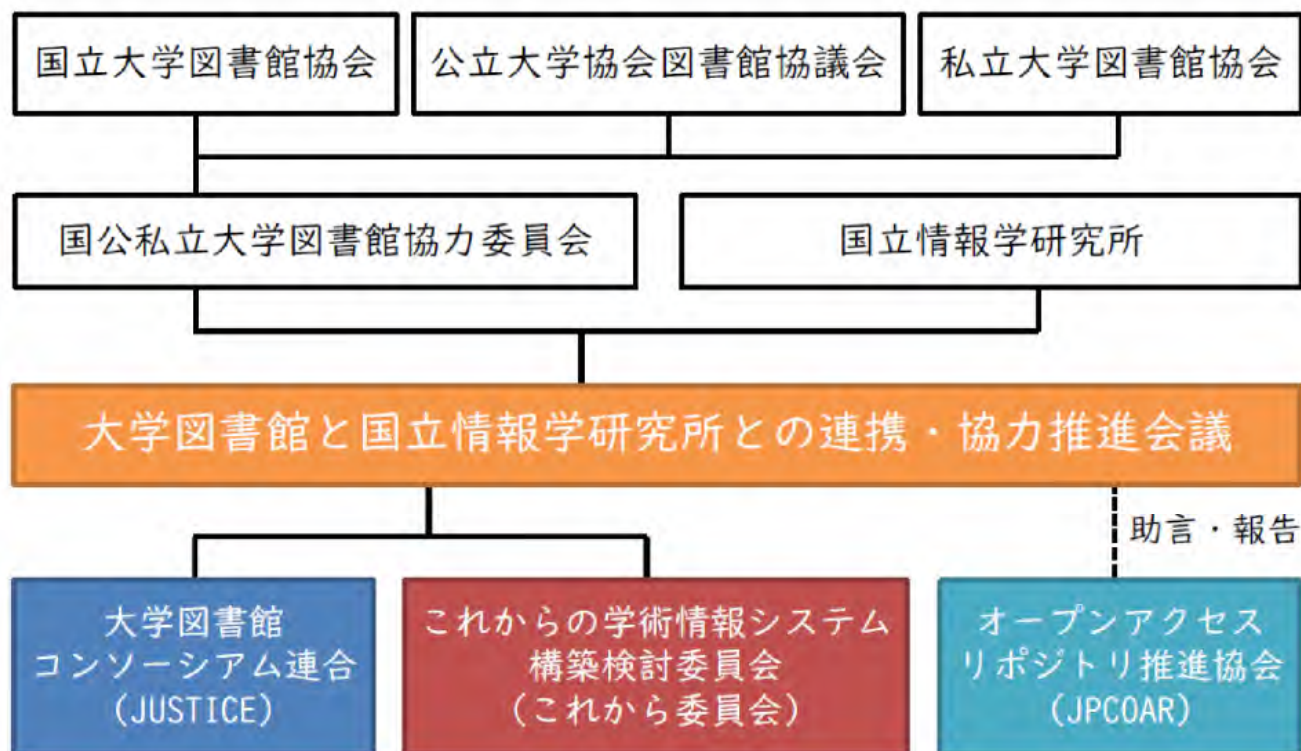 国立大学図書館協会
公立大学協会図書館協議会
私立大学図書館協会
国公私立大学図書館協力委員会
国立情報学研究所
大学図書館と国立情報学研究所との連携・協力推進会議
助言・報告
大学図書館
コンソーシアム連合
(JUSTICE)
これからの学術情報システム
構築検討委員会
(これから委員会)
オープンアクセス
リポジトリ推進協会
(JPCOAR)